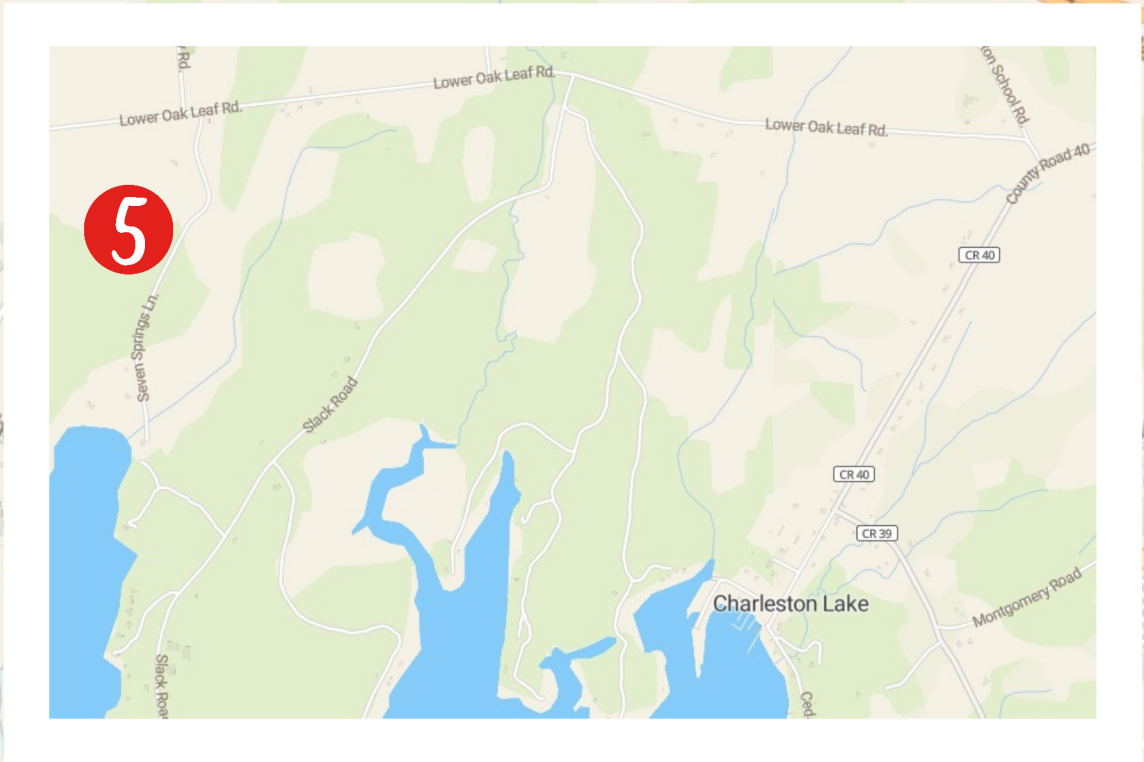 Rd.
Lower Oak Leaf Rd.
Lower Oak Leaf Rd.
Lower Oak Leaf Rd.
School Rd.
County Road 40
5
CR 40
Seven Springs Ln.
Slack Road
CR 40
CR 39
Charleston Lake
Montgomery Road
Slack Road
Ced